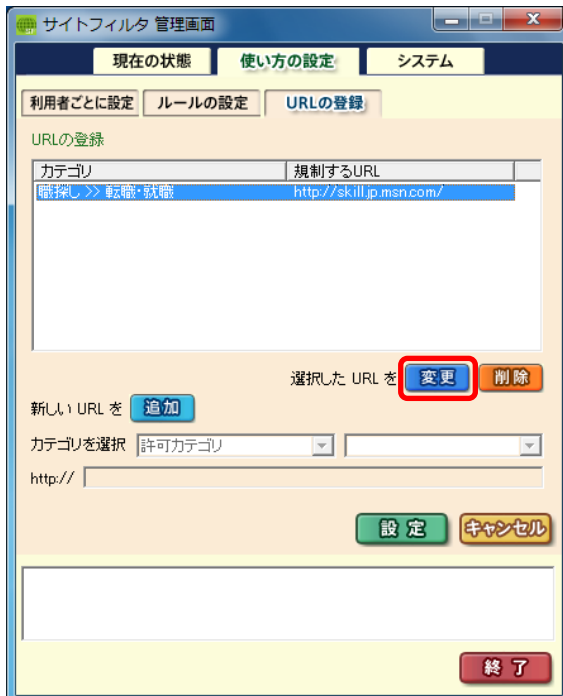 サイトフィルタ 管理画面
現在の状態 使い方の設定 システム
利用者ごとに設定 ルールの設定 URLの登録
URLの登録
カテゴリ 規制するURL
職探し >> 転職・就職 http://skill.jp.msn.com/
選択した URL を 変更 削除
新しい URL を 追加
カテゴリを選択 許可カテゴリ
http://
設定 キャンセル
終了